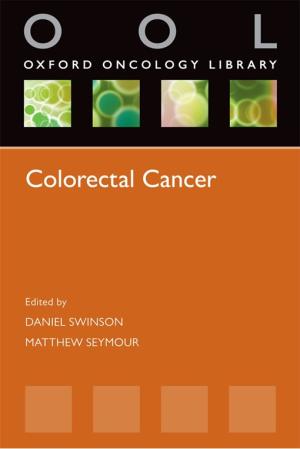 O O L
OXFORD ONCOLOGY LIBRARY
Colorectal Cancer
Edited by
DANIEL SWINSON
MATTHEW SEYMOUR